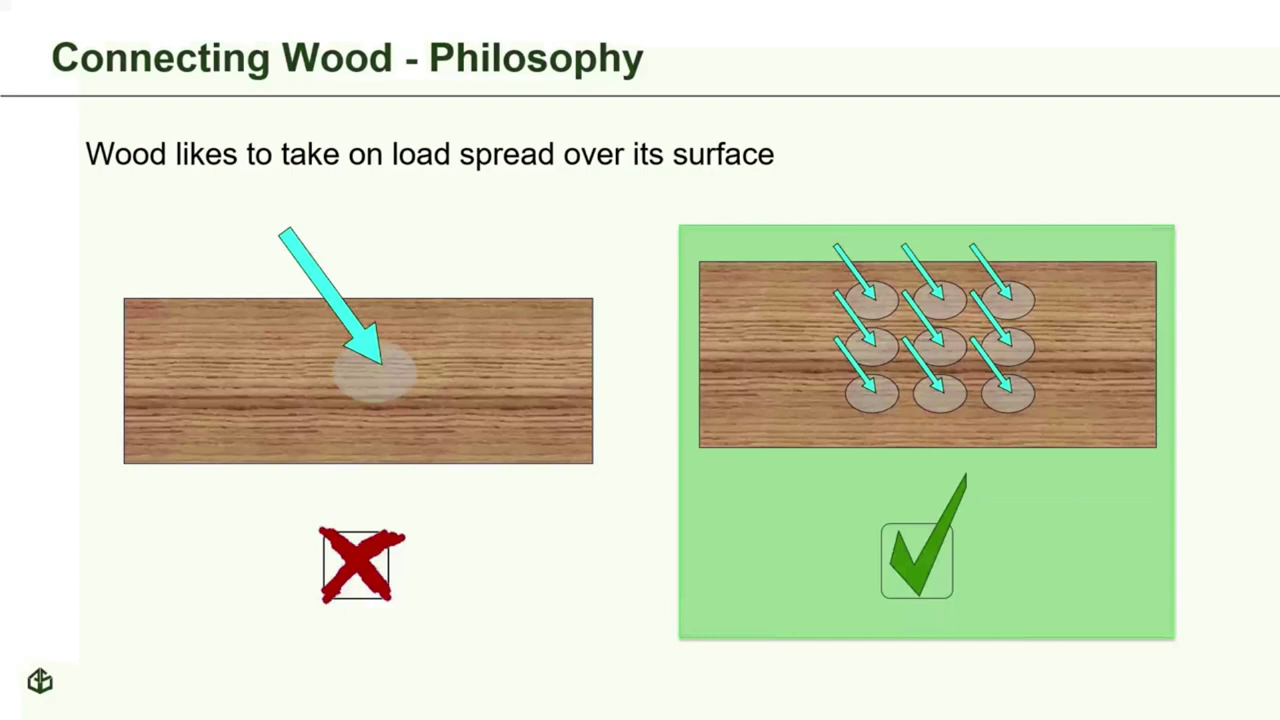 Connecting Wood - Philosophy
Wood likes to take on load spread over its surface